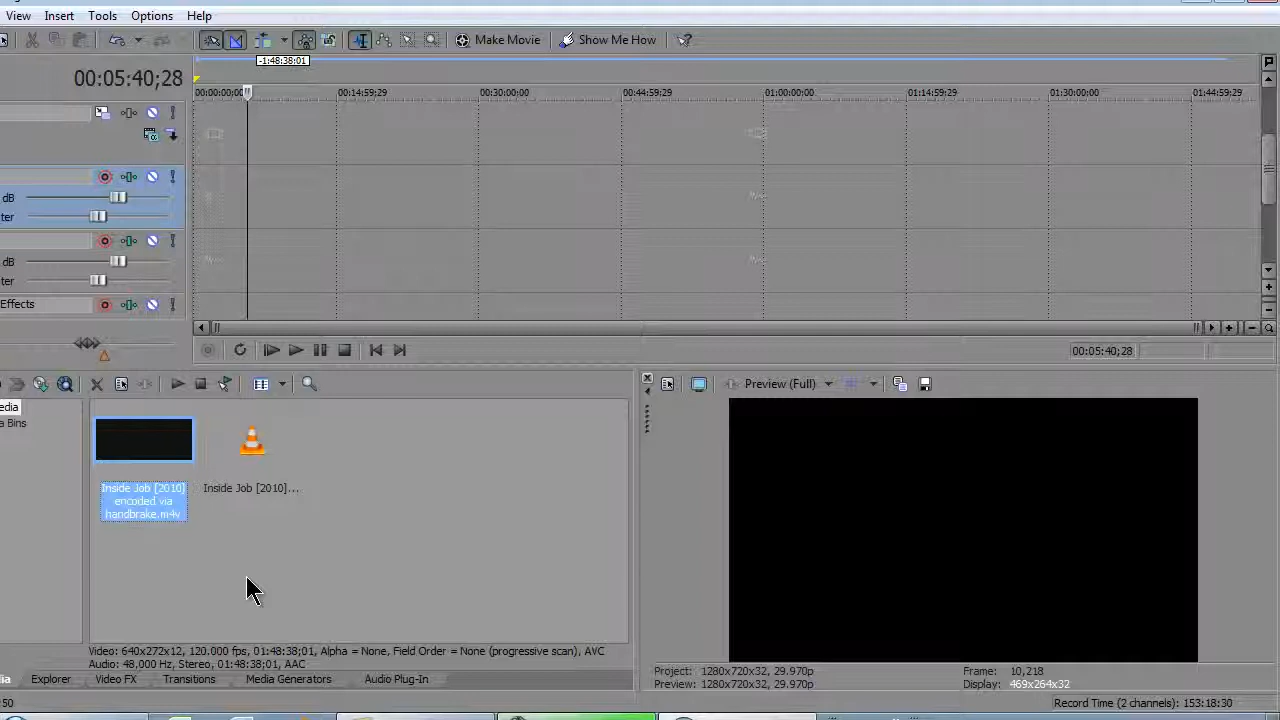 View Insert Tools Options Help
Make Movie Show Me How
-1:48:38:01
00:05:40;28
00:00:00;00 00:14:59;29 00:30:00;00 00:44:59;29 01:00:00;00 01:14:59;29 01:30:00;00 01:44:59;29
dB
ter
dB
ter
Effects
00:05:40;28
Preview (Full)
edia
a Bins
Inside Job [2010] encoded via handbrake.m4v
Inside Job [2010]...
Video: 640x272x12, 120.000 fps, 01:48:38;01, Alpha = None, Field Order = None (progressive scan), AVC
Audio: 48,000 Hz, Stereo, 01:48:38;01, AAC
ia Explorer Video FX Transitions Media Generators Audio Plug-In
Project: 1280x720x32, 29.970p Frame: 10,218
Preview: 1280x720x32, 29.970p Display: 469x264x32
50
Record Time (2 channels): 153:18:30